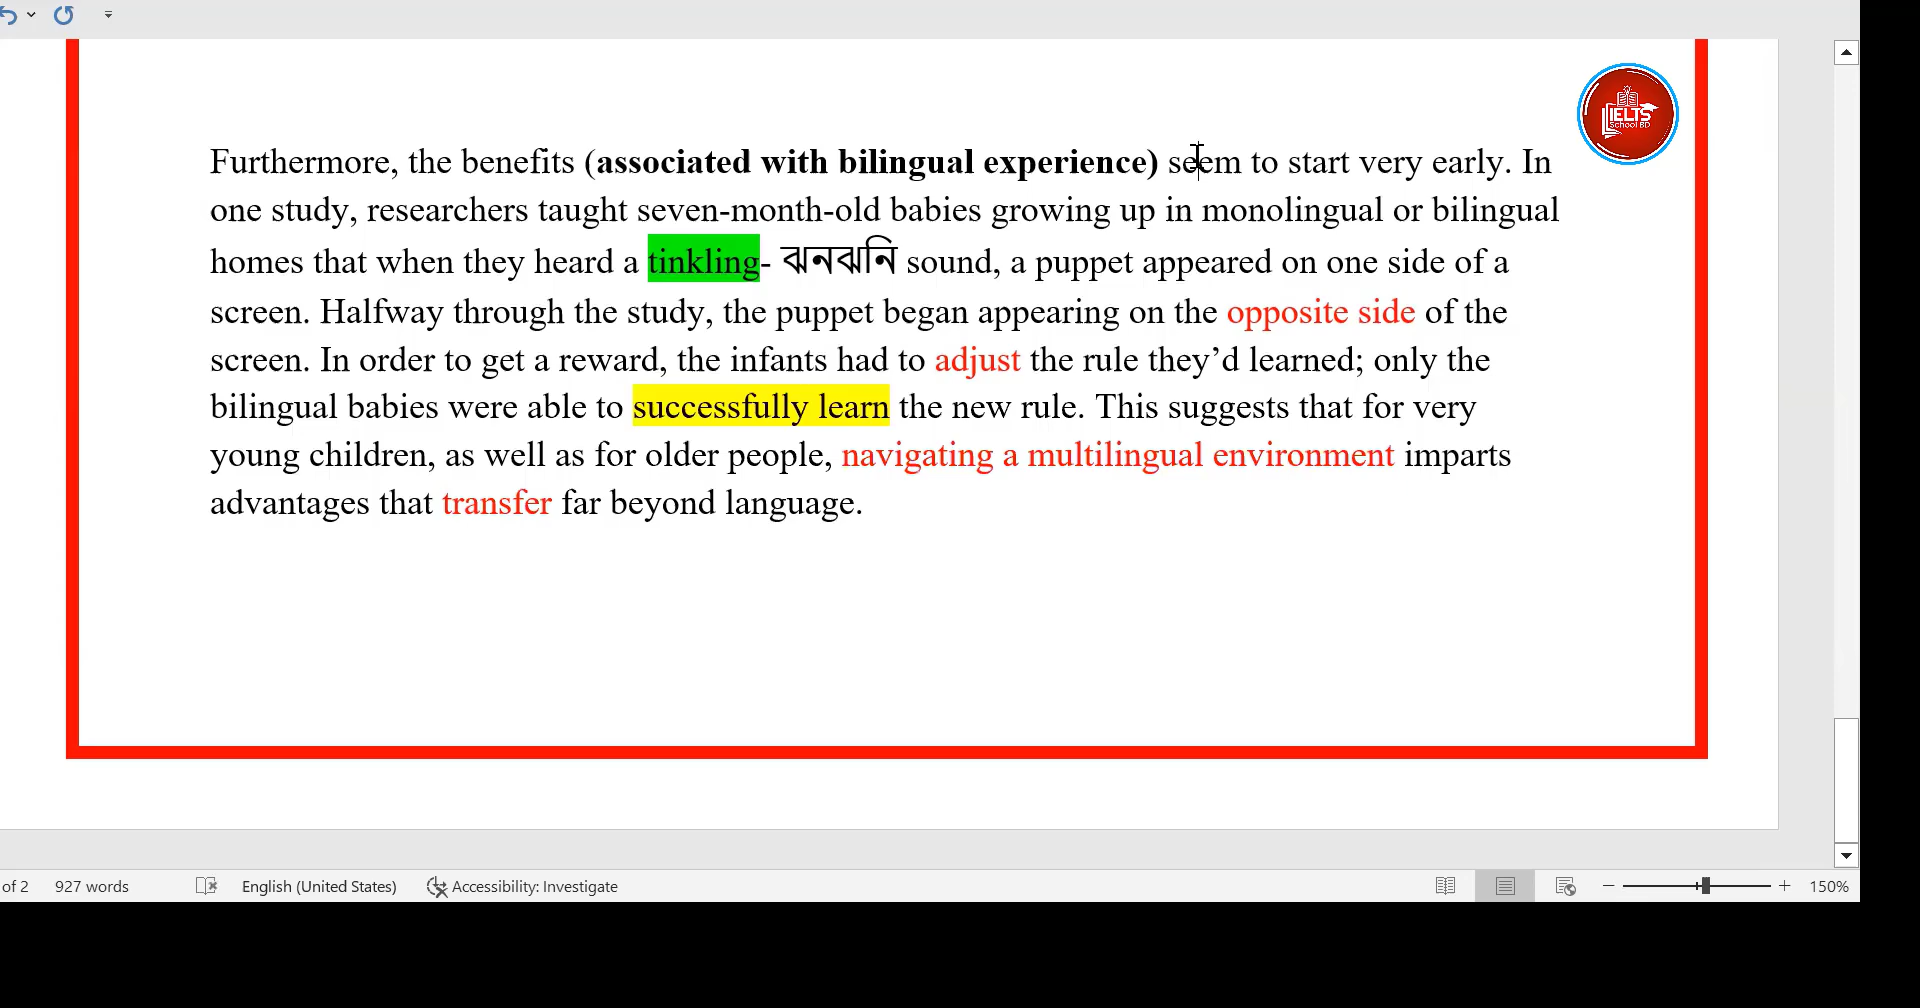 IELTS
School BD
Furthermore, the benefits (associated with bilingual experience) seem to start very early. In
one study, researchers taught seven-month-old babies growing up in monolingual or bilingual
homes that when they heard a tinkling- ঝনঝনি sound, a puppet appeared on one side of a
screen. Halfway through the study, the puppet began appearing on the opposite side of the
screen. In order to get a reward, the infants had to adjust the rule they’d learned; only the
bilingual babies were able to successfully learn the new rule. This suggests that for very
young children, as well as for older people, navigating a multilingual environment imparts
advantages that transfer far beyond language.
of 2 927 words English (United States) Accessibility: Investigate 150%